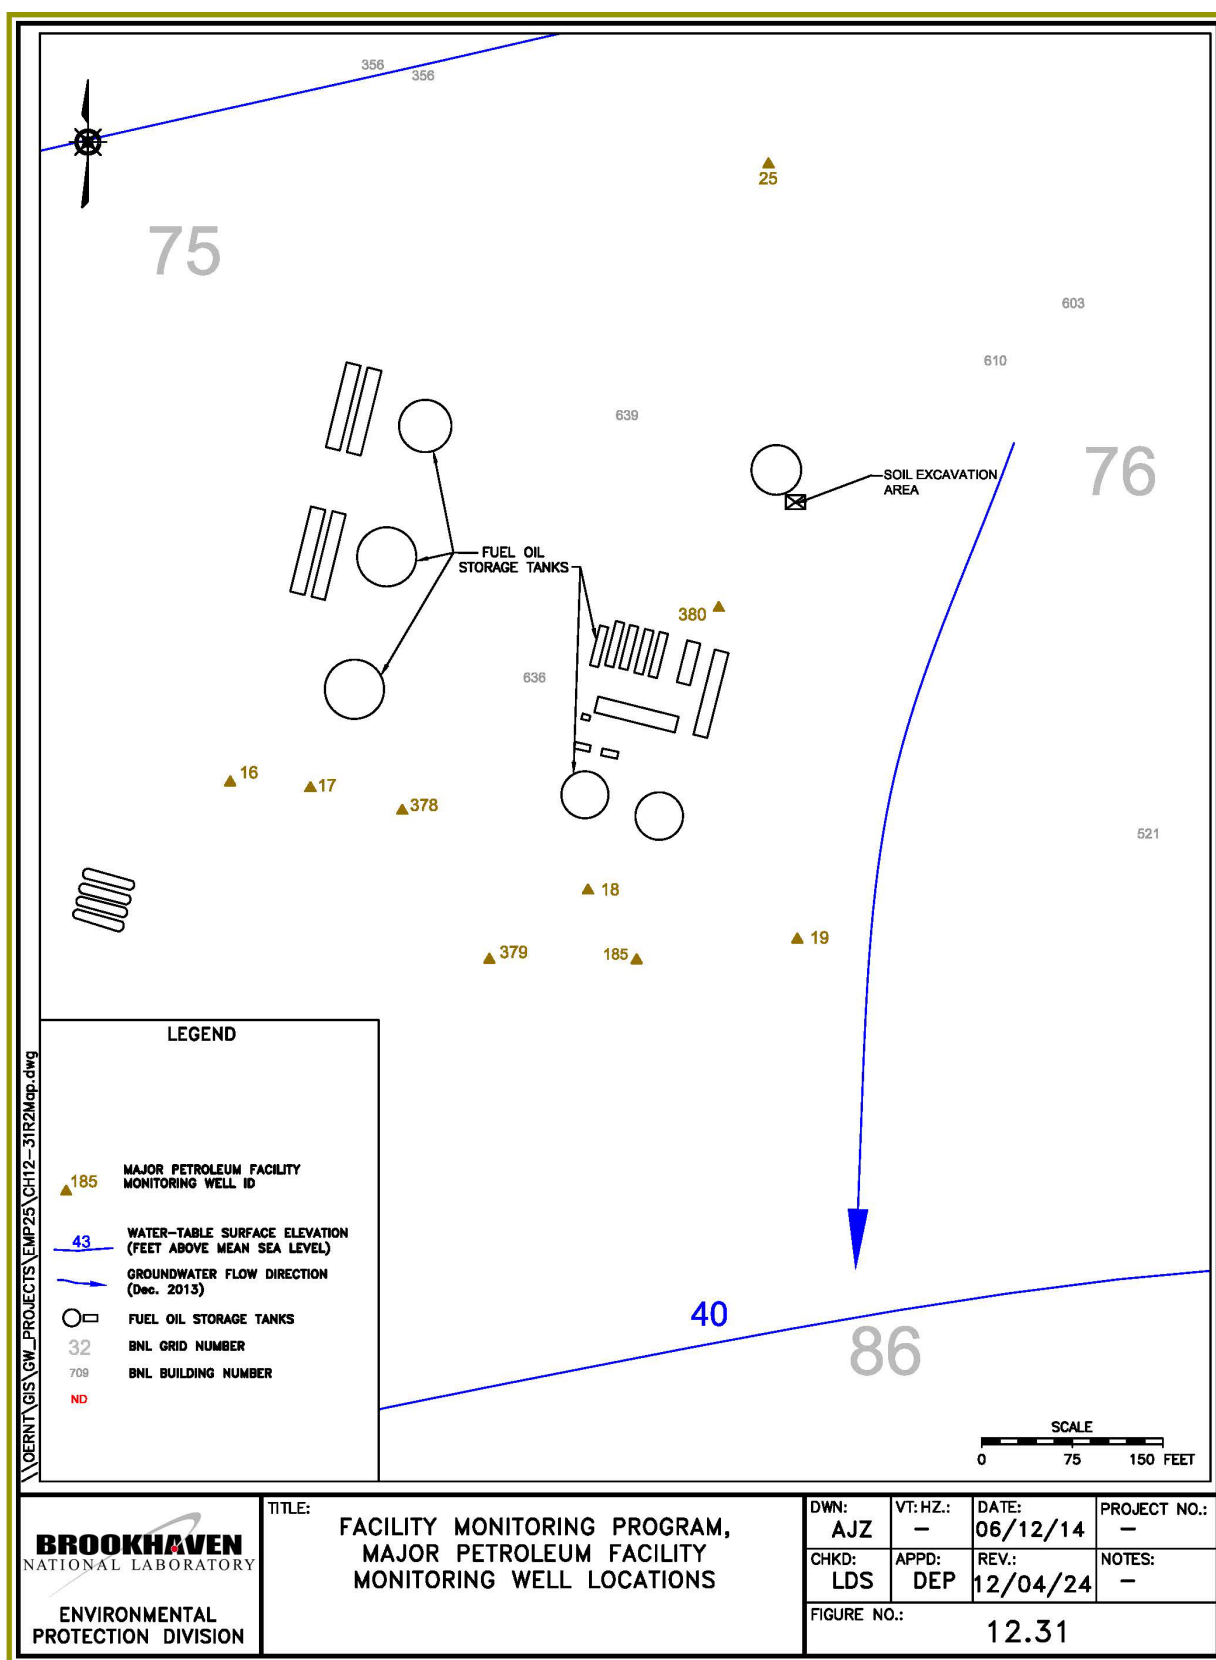 356
356
25
75
603
610
639
76
SOIL EXCAVATION
AREA
FUEL OIL
STORAGE TANKS
380
636
16
17
378
521
18
19
379
185
LEGEND
185
MAJOR PETROLEUM FACILITY
MONITORING WELL ID
43
WATER-TABLE SURFACE ELEVATION
(FEET ABOVE MEAN SEA LEVEL)
GROUNDWATER FLOW DIRECTION
(Dec. 2013)
FUEL OIL STORAGE TANKS
32
BNL GRID NUMBER
709
BNL BUILDING NUMBER
ND
40
86
SCALE
0 75 150 FEET
\\OERNT\GIS\GW_PROJECTS\EMP25\CH12-31R2Map.dwg
BROOKHAVEN
NATIONAL LABORATORY
ENVIRONMENTAL
PROTECTION DIVISION
TITLE:
FACILITY MONITORING PROGRAM,
MAJOR PETROLEUM FACILITY
MONITORING WELL LOCATIONS
DWN:
AJZ
VT: HZ.:
–
DATE:
06/12/14
PROJECT NO.:
–
CHKD:
LDS
APPD:
DEP
REV.:
12/04/24
NOTES:
–
FIGURE NO.:
12.31